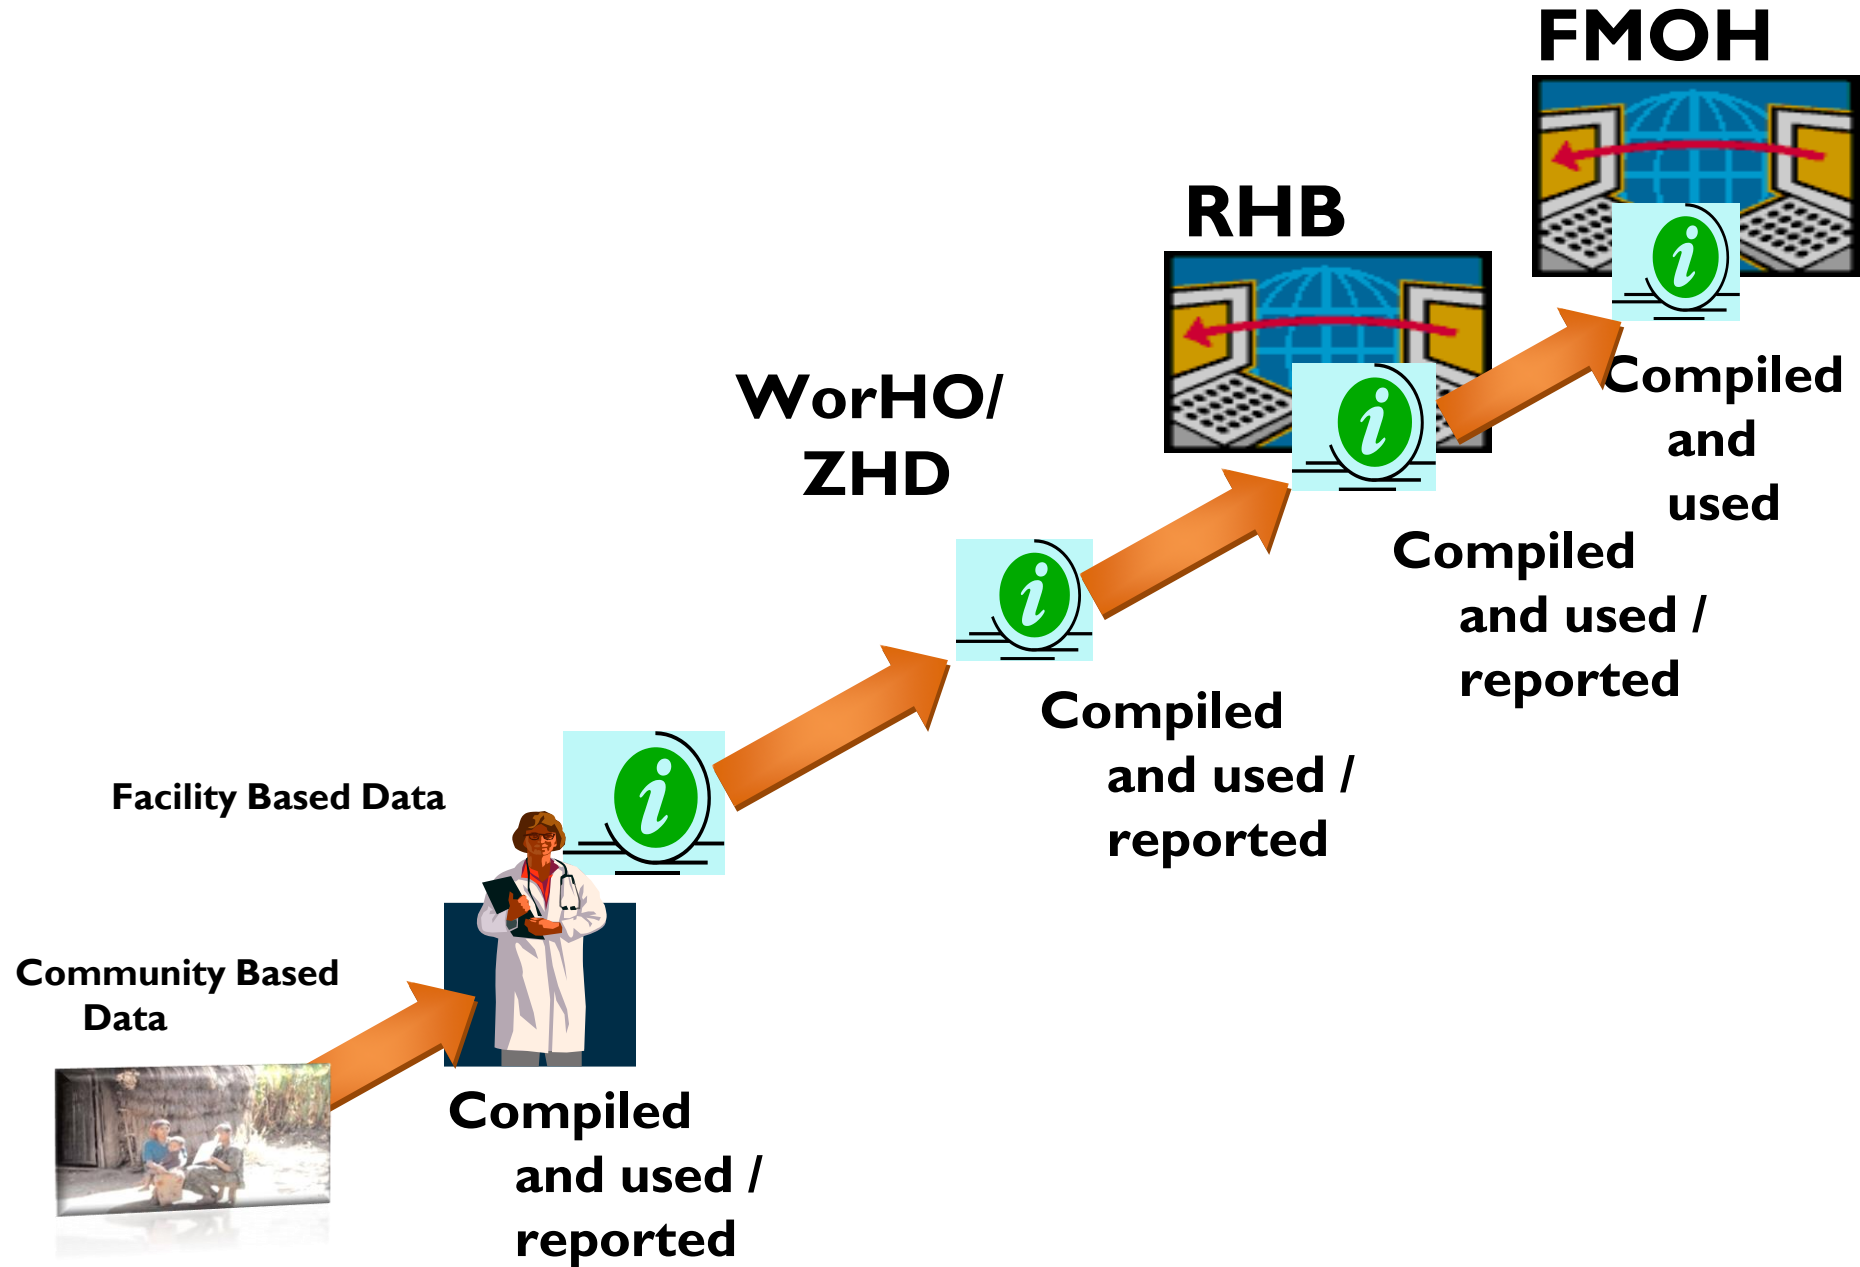 FMOH
RHB
WorHO/
ZHD
Compiled
and
used
Compiled
and used /
reported
Compiled
and used /
reported
Facility Based Data
Community Based
Data
Compiled
and used /
reported